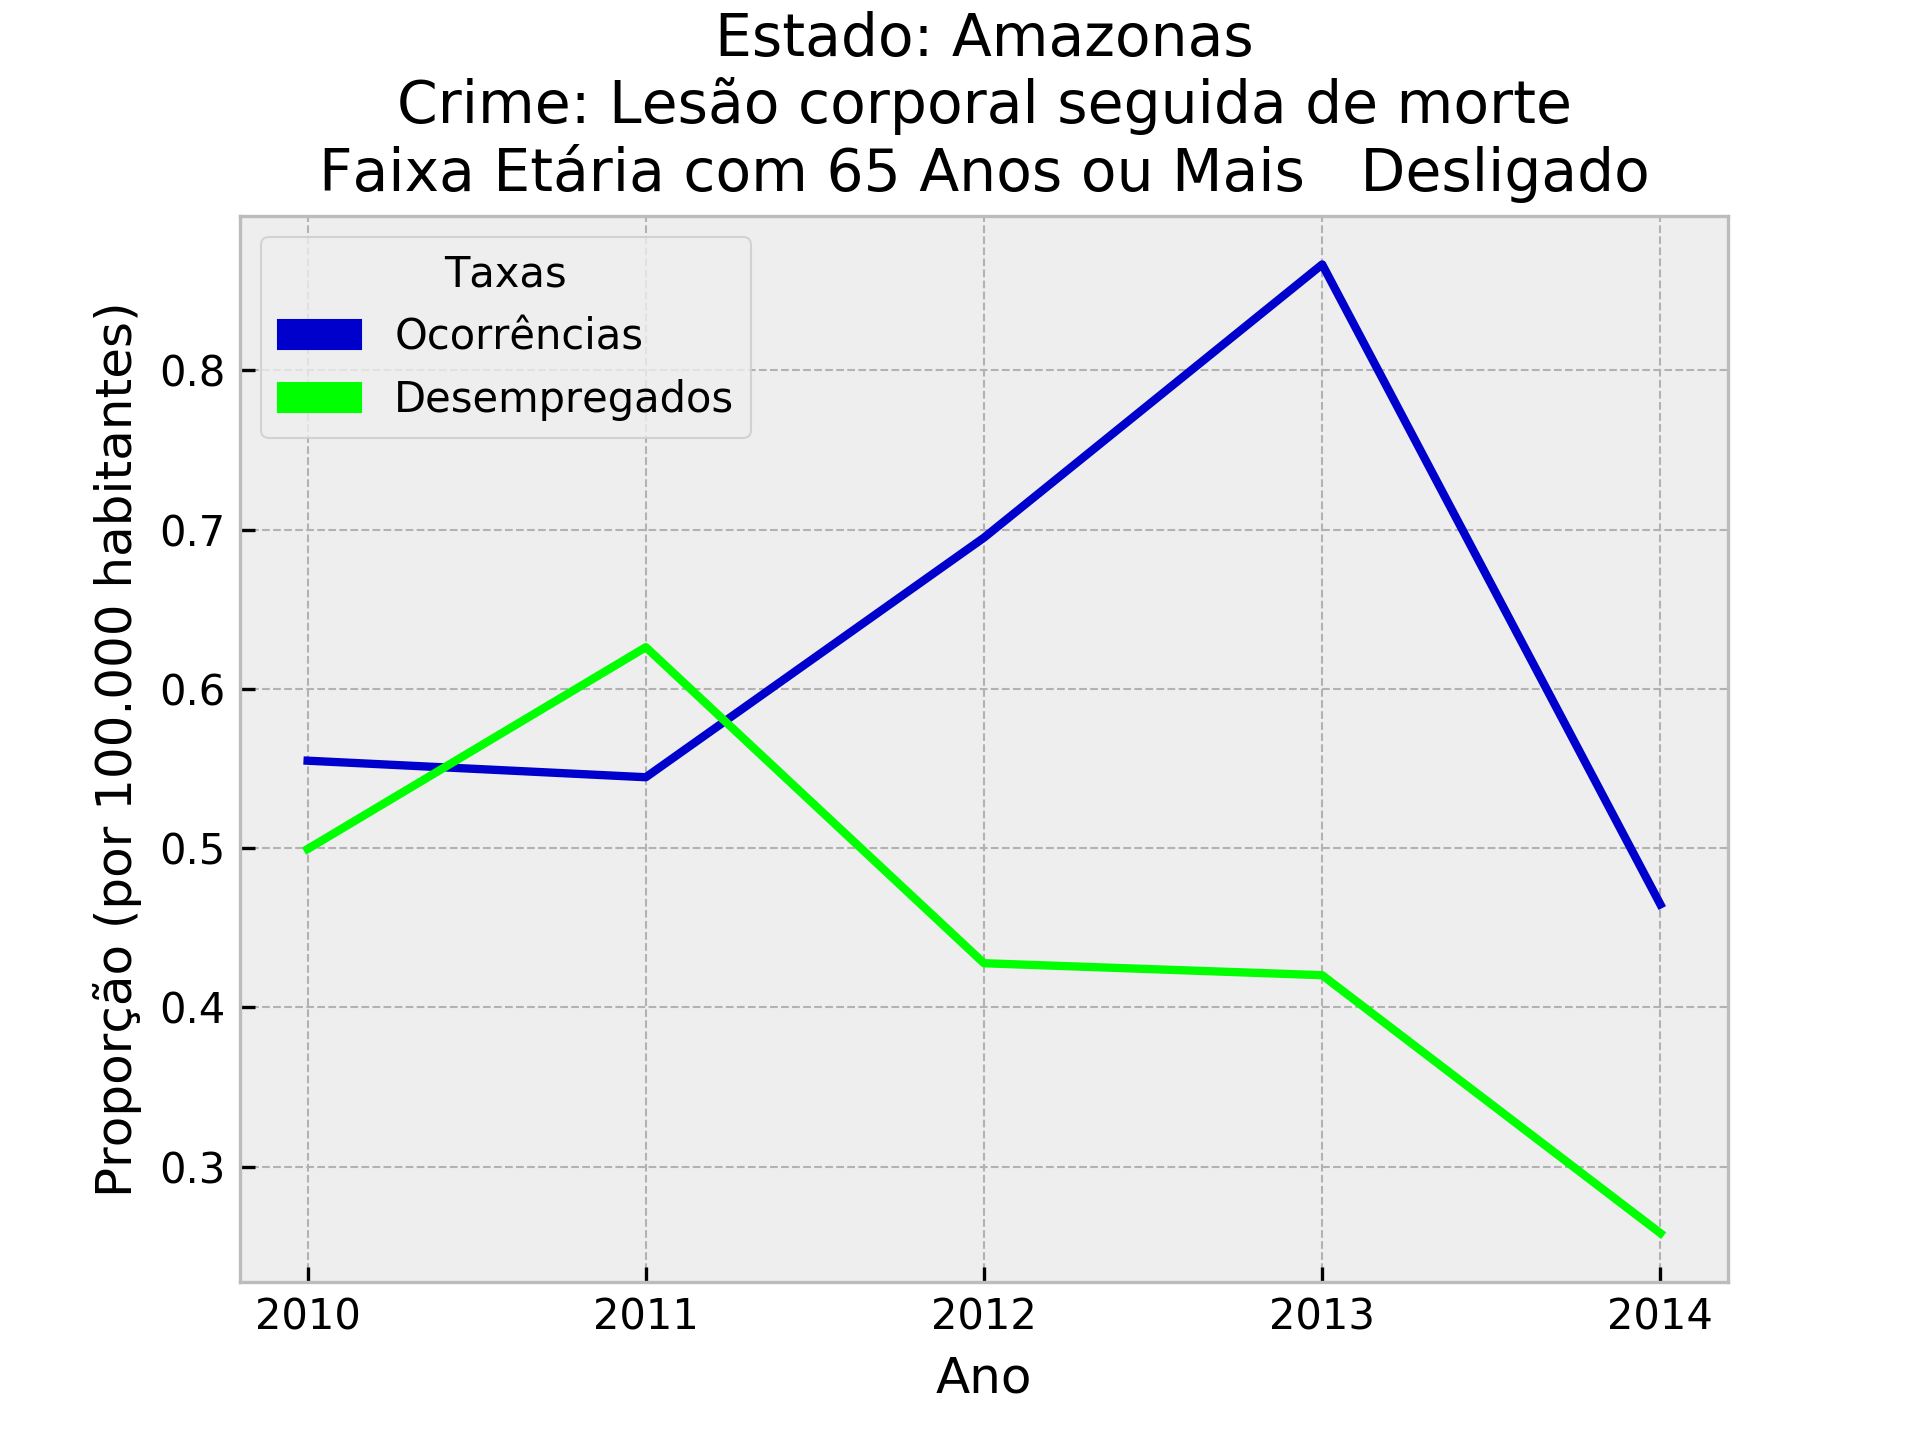 Estado: Amazonas
Crime: Lesão corporal seguida de morte
Faixa Etária com 65 Anos ou Mais   Desligado
Taxas
Ocorrências
Desempregados
Proporção (por 100.000 habitantes)
0.8
0.7
0.6
0.5
0.4
0.3
2010 2011 2012 2013 2014
Ano